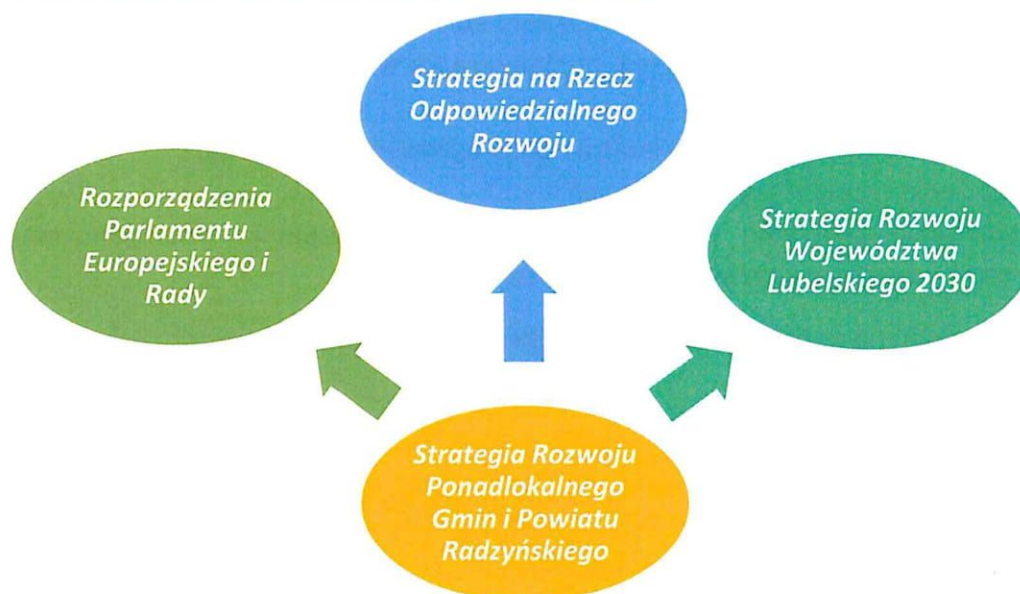 Strategia na Rzecz
Odpowiedzialnego
Rozwoju
Rozporządzenia
Parlamentu
Europejskiego i
Rady
Strategia Rozwoju
Województwa
Lubelskiego 2030
Strategia Rozwoju
Ponadlokalnego
Gmin i Powiatu
Radzyńskiego